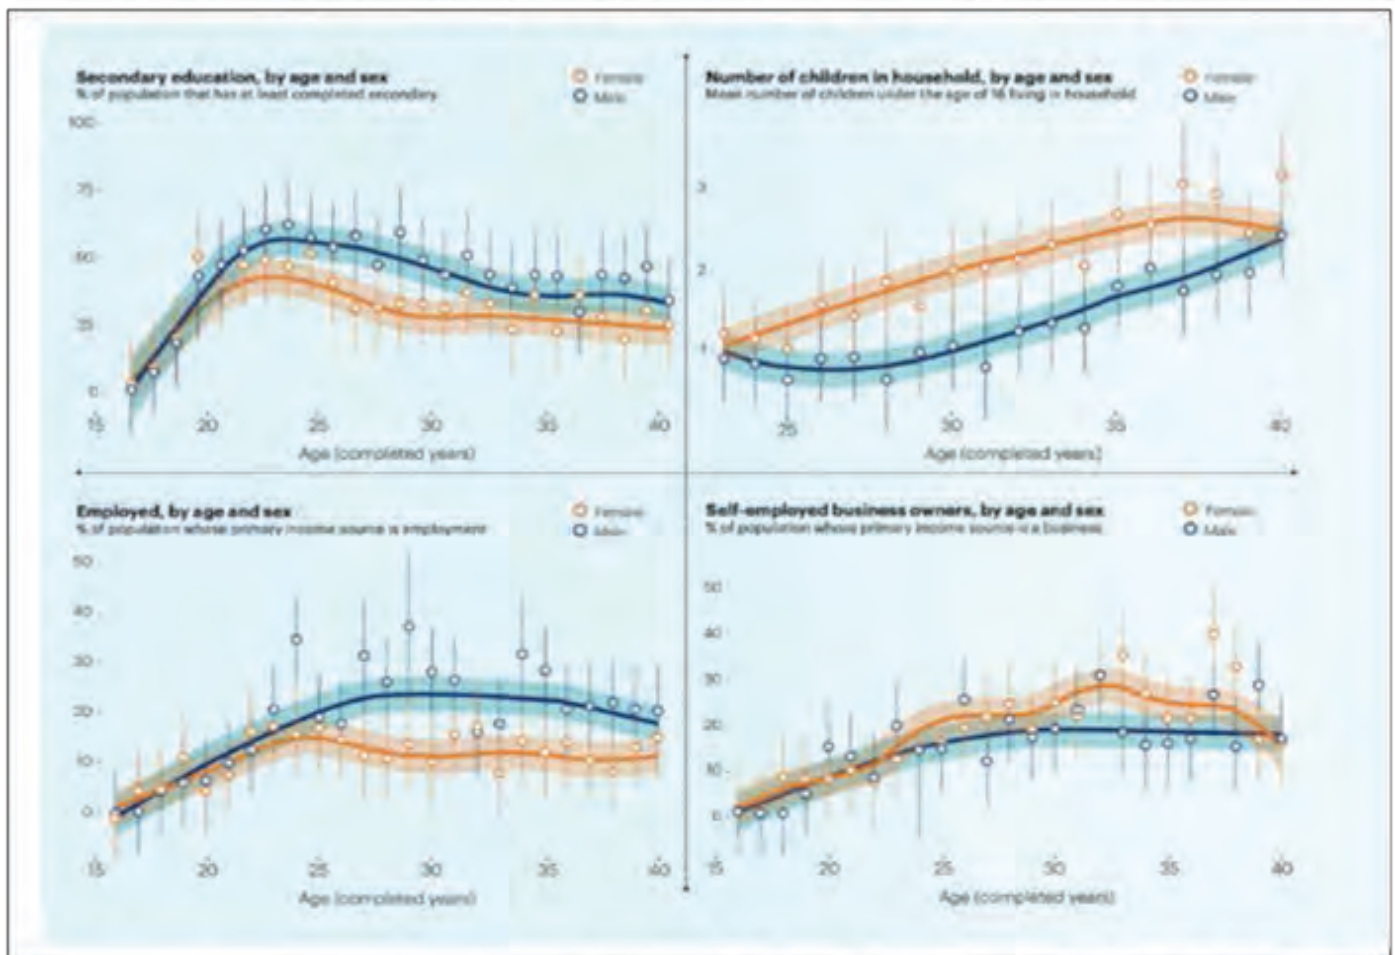 Secondary education, by age and sex
% of population that has at least completed secondary
Female
Male
100
75
50
25
0
15
20
25
30
35
40
Age (completed years)
Number of children in household, by age and sex
Mean number of children under the age of 16 living in household
Female
Male
3
2
1
25
30
35
40
Age (completed years)
Employed, by age and sex
% of population whose primary income source is employment
Female
Male
50
40
30
20
10
0
15
20
25
30
35
40
Age (completed years)
Self-employed business owners, by age and sex
% of population whose primary income source is a business
Female
Male
50
40
30
20
10
0
15
20
25
30
35
40
Age (completed years)